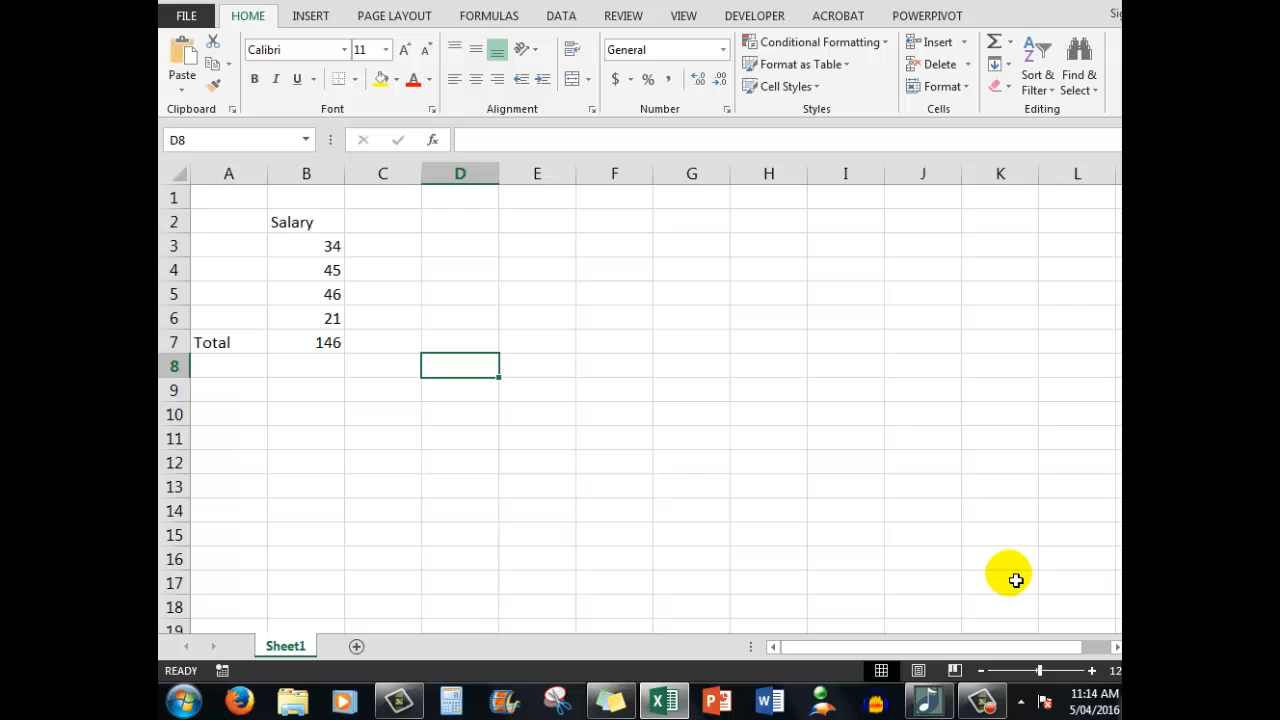 FILE HOME INSERT PAGE LAYOUT FORMULAS DATA REVIEW VIEW DEVELOPER ACROBAT POWERPIVOT
Paste
Clipboard
Calibri 11
B I U A
Font
Alignment
General
$ % ,
Number
Conditional Formatting
Format as Table
Cell Styles
Styles
Insert
Delete
Format
Cells
Σ
Sort & Filter
Find & Select
Editing
D8 fx
A B C D E F G H I J K L
1
2 Salary
3 34
4 45
5 46
6 21
7 Total 146
8
9
10
11
12
13
14
15
16
17
18
19
Sheet1
READY
11:14 AM
5/04/2016